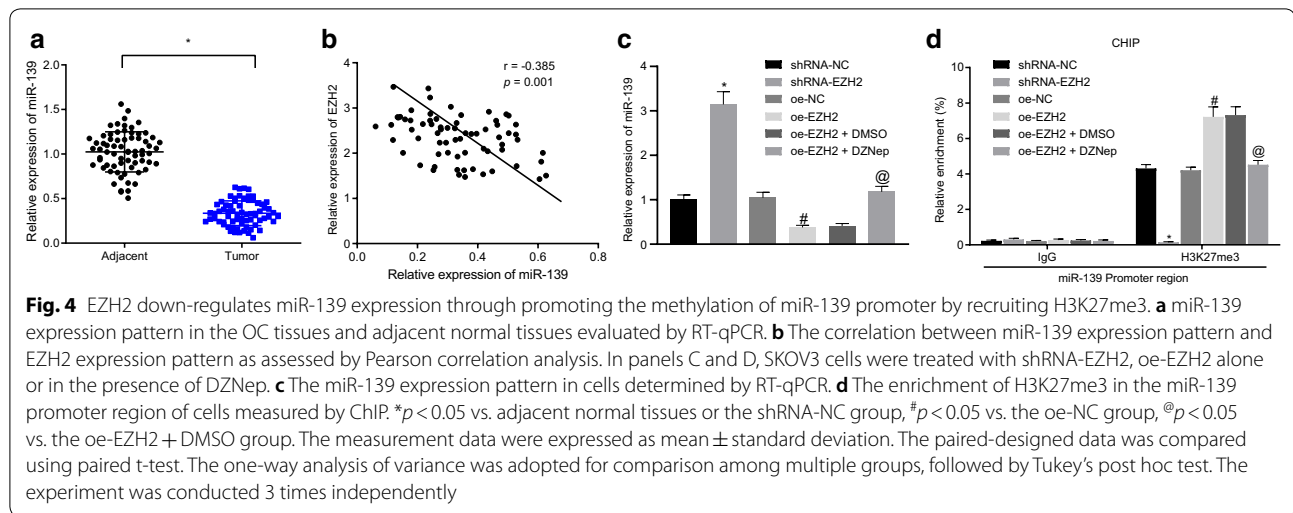 a
*
Relative expression of miR-139
2.0
1.5
1.0
0.5
0.0
Adjacent
Tumor
b
r = -0.385
p = 0.001
Relative expression of EZH2
4
3
2
1
0.0
0.2
0.4
0.6
0.8
Relative expression of miR-139
c
shRNA-NC
shRNA-EZH2
oe-NC
oe-EZH2
oe-EZH2 + DMSO
oe-EZH2 + DZNep
Relative expression of miR-139
4
3
2
1
0
*
#
@
d
CHIP
shRNA-NC
shRNA-EZH2
oe-NC
oe-EZH2
oe-EZH2 + DMSO
oe-EZH2 + DZNep
Relative enrichment (%)
10
8
6
4
2
0
*
#
@
IgG
H3K27me3
miR-139 Promoter region
Fig. 4 EZH2 down-regulates miR-139 expression through promoting the methylation of miR-139 promoter by recruiting H3K27me3. a miR-139
expression pattern in the OC tissues and adjacent normal tissues evaluated by RT-qPCR. b The correlation between miR-139 expression pattern and
EZH2 expression pattern as assessed by Pearson correlation analysis. In panels C and D, SKOV3 cells were treated with shRNA-EZH2, oe-EZH2 alone
or in the presence of DZNep. c The miR-139 expression pattern in cells determined by RT-qPCR. d The enrichment of H3K27me3 in the miR-139
promoter region of cells measured by ChIP. *p < 0.05 vs. adjacent normal tissues or the shRNA-NC group, #p < 0.05 vs. the oe-NC group, @p < 0.05
vs. the oe-EZH2 + DMSO group. The measurement data were expressed as mean ± standard deviation. The paired-designed data was compared
using paired t-test. The one-way analysis of variance was adopted for comparison among multiple groups, followed by Tukey's post hoc test. The
experiment was conducted 3 times independently